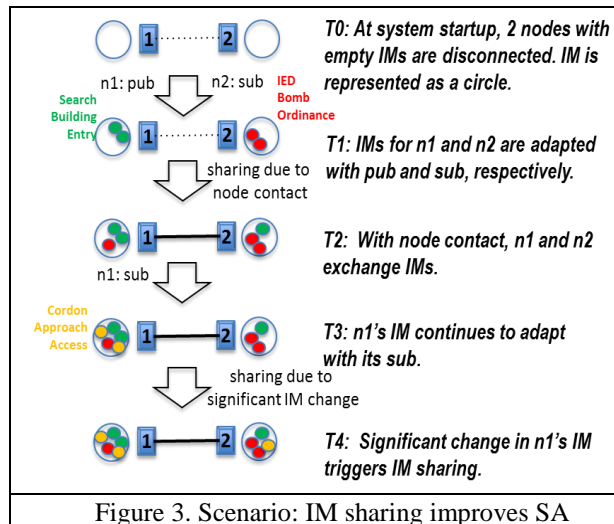 1 2
T0: At system startup, 2 nodes with
empty IMs are disconnected. IM is
represented as a circle.
n1: pub
n2: sub
Search
Building
Entry
IED
Bomb
Ordinance
1 2
T1: IMs for n1 and n2 are adapted
with pub and sub, respectively.
sharing due to
node contact
1 2
T2: With node contact, n1 and n2
exchange IMs.
n1: sub
Cordon
Approach
Access
1 2
T3: n1's IM continues to adapt
with its sub.
sharing due to
significant IM change
1 2
T4: Significant change in n1's IM
triggers IM sharing.
Figure 3. Scenario: IM sharing improves SA